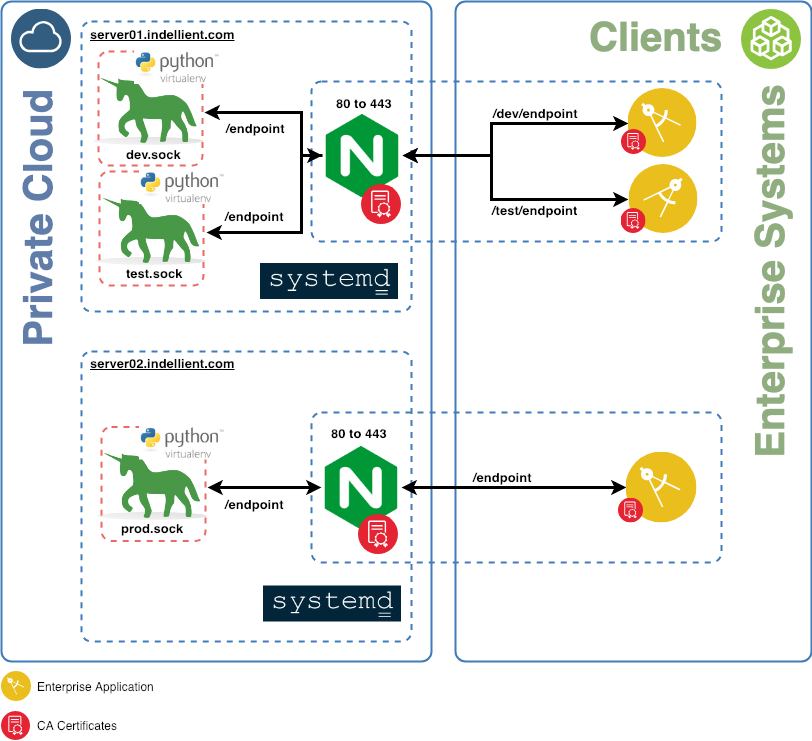 Private Cloud
server01.indellient.com
python™
virtualenv
dev.sock
/endpoint
python™
virtualenv
test.sock
/endpoint
80 to 443
N
systemd
server02.indellient.com
python™
virtualenv
prod.sock
/endpoint
80 to 443
N
systemd
Clients
Enterprise Systems
/dev/endpoint
/test/endpoint
/endpoint
Enterprise Application
CA Certificates